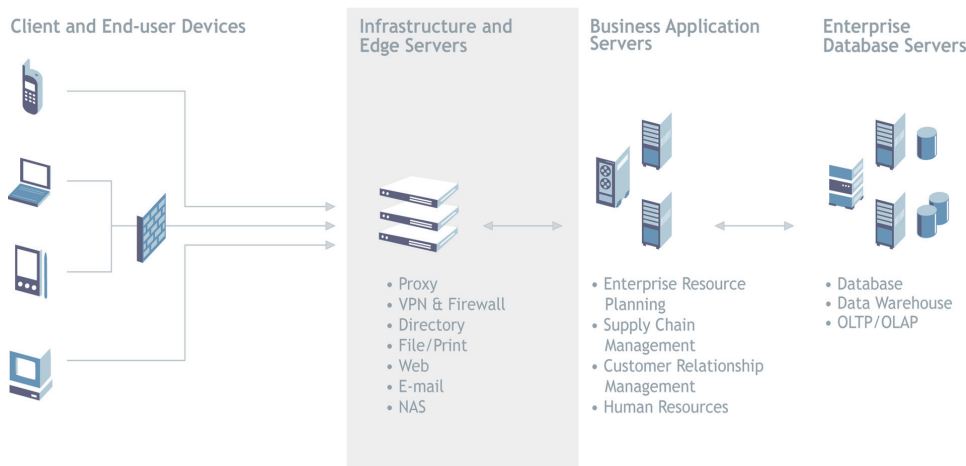 Client and End-user Devices
Infrastructure and
Edge Servers
• Proxy
• VPN & Firewall
• Directory
• File/Print
• Web
• E-mail
• NAS
Business Application
Servers
• Enterprise Resource
Planning
• Supply Chain
Management
• Customer Relationship
Management
• Human Resources
Enterprise
Database Servers
• Database
• Data Warehouse
• OLTP/OLAP